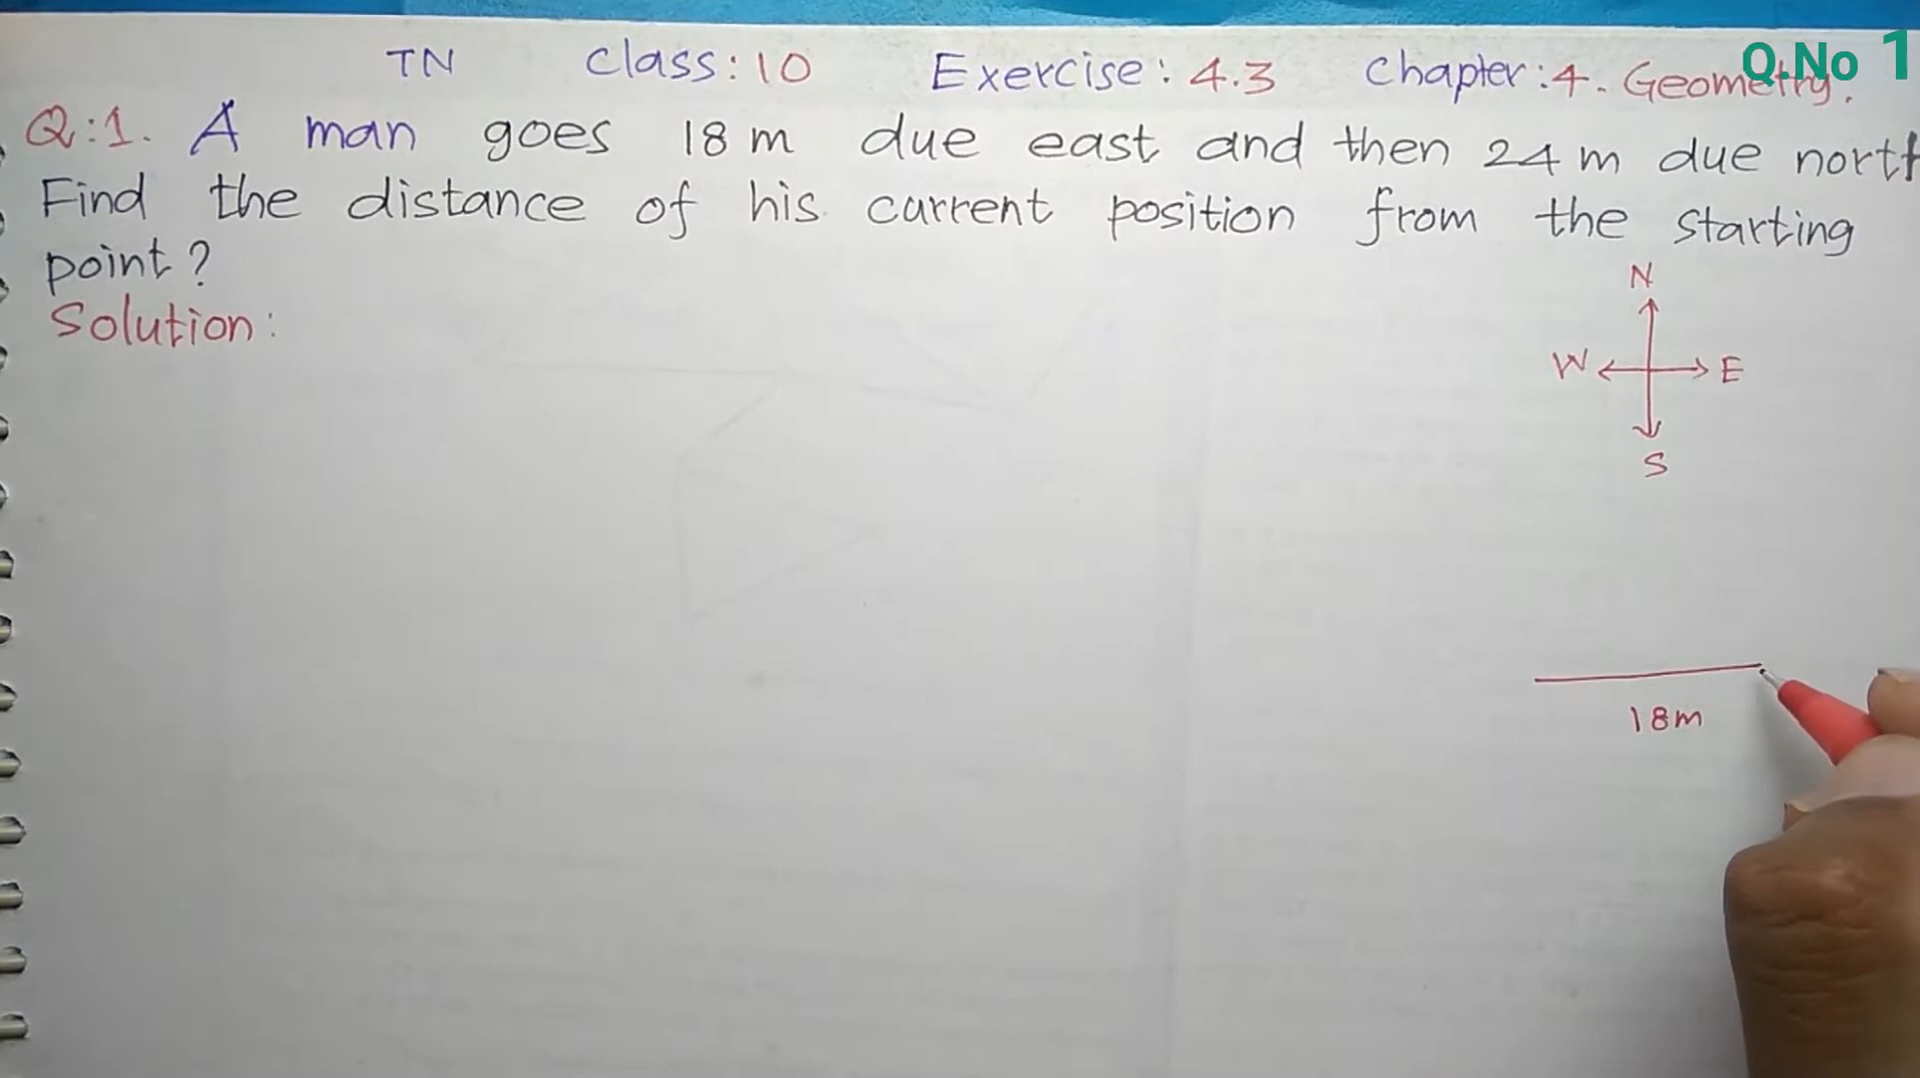 TN Class: 10 Exercise: 4.3 Chapter: 4. Geometry.
Q.No 1
Q:1. A man goes 18 m due east and then 24 m due north
Find the distance of his current position from the starting
point?
Solution:
N
W E
S
18m